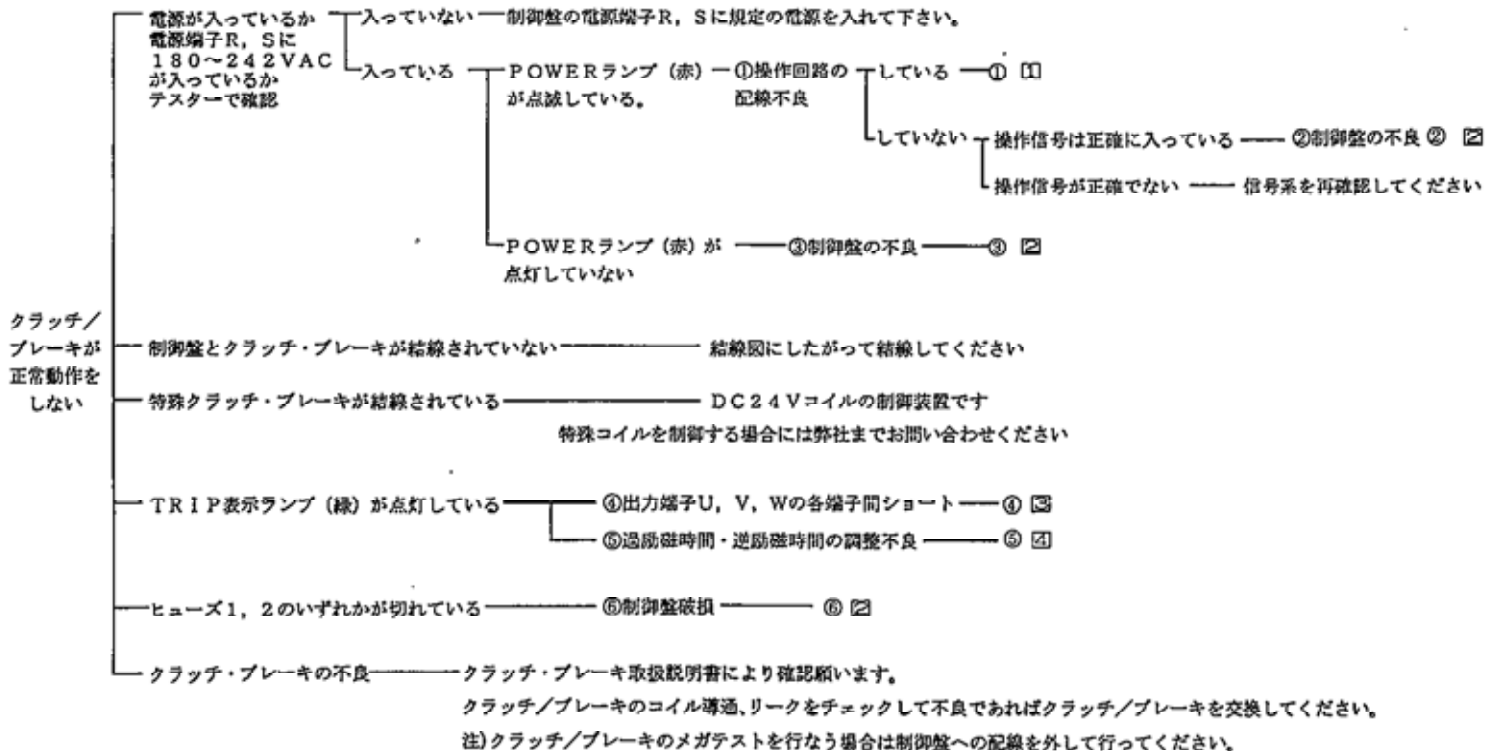 電源が入っているか
電源端子R，Sに
180～242VAC
が入っているか
テスターで確認
入っていない
制御盤の電源端子R，Sに規定の電源を入れて下さい。
入っている
POWERランプ（赤）
が点滅している。
①操作回路の
配線不良
している
① 1
していない
操作信号は正確に入っている
②制御盤の不良 ② 2
操作信号が正確でない
信号系を再確認してください
POWERランプ（赤）が
点灯していない
③制御盤の不良
③ 2
クラッチ／
ブレーキが
正常動作を
しない
制御盤とクラッチ・ブレーキが結線されていない
結線図にしたがって結線してください
特殊クラッチ・ブレーキが結線されている
DC24Vコイルの制御装置です
特殊コイルを制御する場合には弊社までお問い合わせください
TRIP表示ランプ（緑）が点灯している
④出力端子U，V，Wの各端子間ショート
④ 3
⑤過励磁時間・逆励磁時間の調整不良
⑤ 4
ヒューズ1，2のいずれかが切れている
⑥制御盤破損
⑥ 2
クラッチ・ブレーキの不良
クラッチ・ブレーキ取扱説明書により確認願います。
クラッチ／ブレーキのコイル導通、リークをチェックして不良であればクラッチ／ブレーキを交換してください。
注)クラッチ／ブレーキのメガテストを行なう場合は制御盤への配線を外して行ってください。